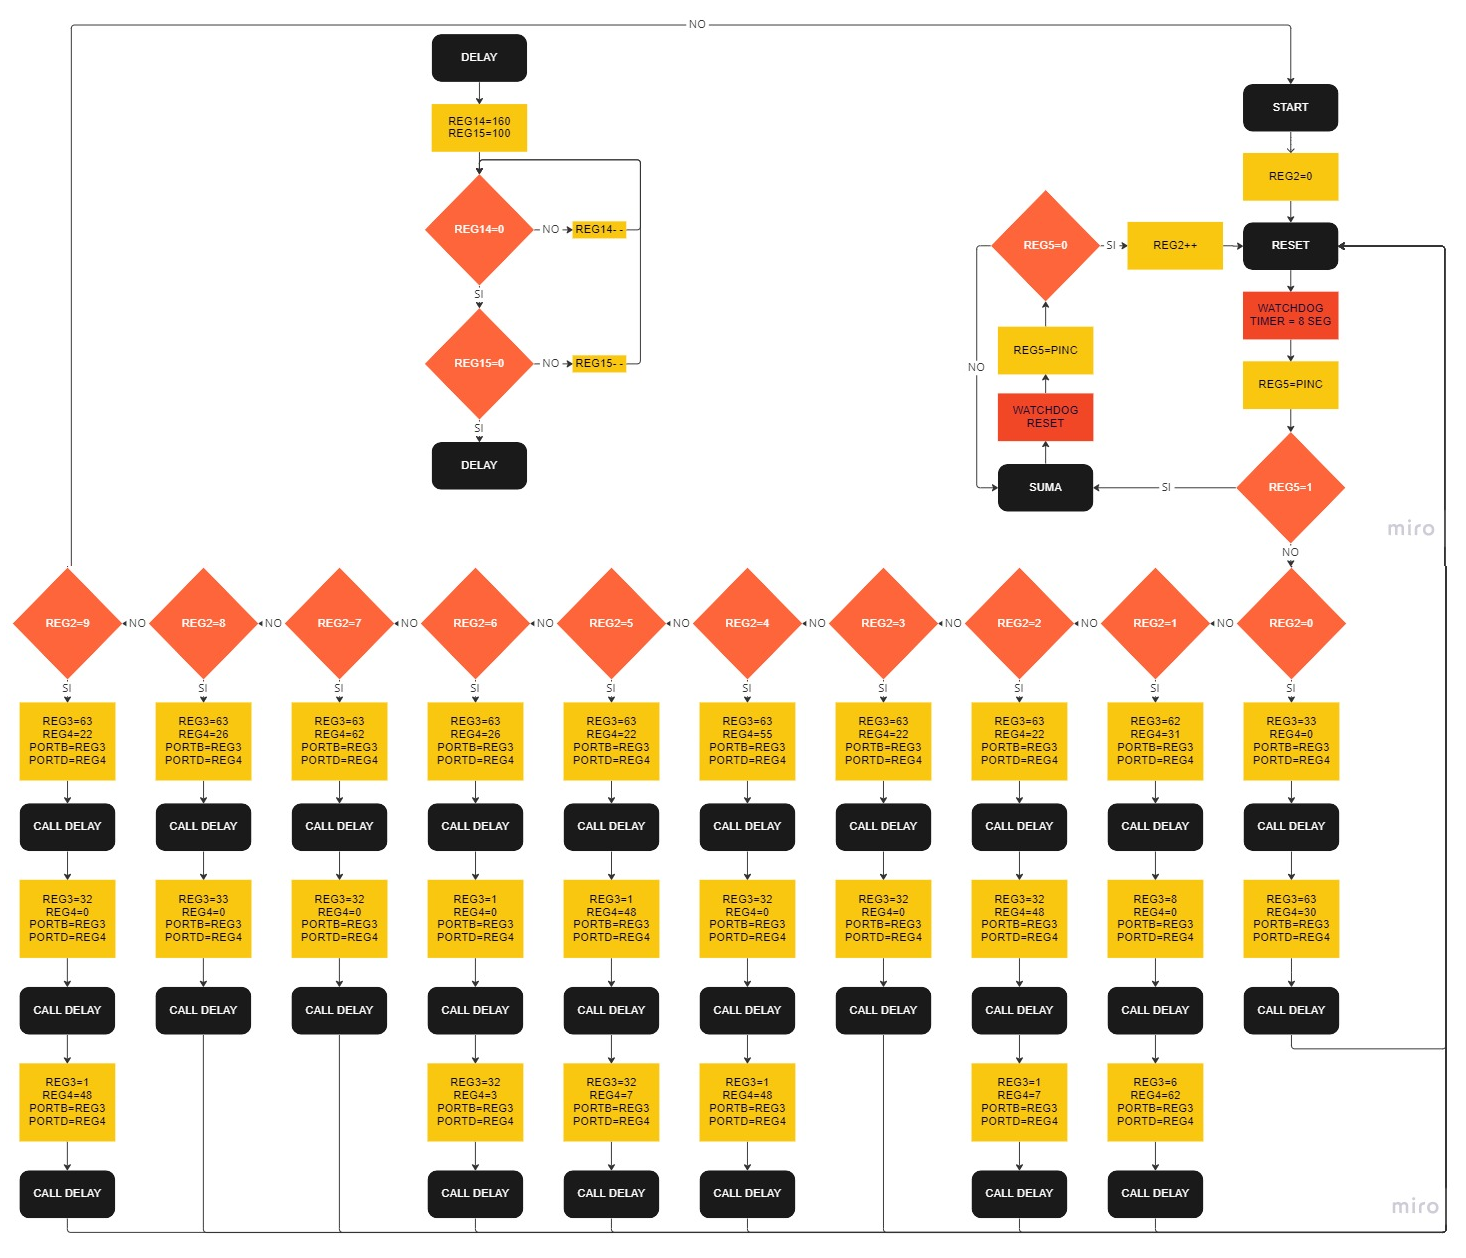 NO
DELAY
REG14=160
REG15=100
REG14=0
NO
REG14- -
SI
REG15=0
NO
REG15- -
SI
DELAY
START
REG2=0
RESET
WATCHDOG
TIMER = 8 SEG
REG5=PINC
REG5=1
SI
NO
SUMA
WATCHDOG
RESET
REG5=PINC
REG5=0
NO
SI
REG2++
miro
REG2=9
NO
REG2=8
NO
REG2=7
NO
REG2=6
NO
REG2=5
NO
REG2=4
NO
REG2=3
NO
REG2=2
NO
REG2=1
NO
REG2=0
SI
REG3=63
REG4=22
PORTB=REG3
PORTD=REG4
CALL DELAY
REG3=32
REG4=0
PORTB=REG3
PORTD=REG4
CALL DELAY
REG3=1
REG4=48
PORTB=REG3
PORTD=REG4
CALL DELAY
SI
REG3=63
REG4=26
PORTB=REG3
PORTD=REG4
CALL DELAY
REG3=33
REG4=0
PORTB=REG3
PORTD=REG4
CALL DELAY
SI
REG3=63
REG4=62
PORTB=REG3
PORTD=REG4
CALL DELAY
REG3=32
REG4=0
PORTB=REG3
PORTD=REG4
CALL DELAY
SI
REG3=63
REG4=26
PORTB=REG3
PORTD=REG4
CALL DELAY
REG3=1
REG4=0
PORTB=REG3
PORTD=REG4
CALL DELAY
REG3=32
REG4=3
PORTB=REG3
PORTD=REG4
CALL DELAY
SI
REG3=63
REG4=22
PORTB=REG3
PORTD=REG4
CALL DELAY
REG3=1
REG4=48
PORTB=REG3
PORTD=REG4
CALL DELAY
REG3=32
REG4=7
PORTB=REG3
PORTD=REG4
CALL DELAY
SI
REG3=63
REG4=55
PORTB=REG3
PORTD=REG4
CALL DELAY
REG3=32
REG4=0
PORTB=REG3
PORTD=REG4
CALL DELAY
REG3=1
REG4=48
PORTB=REG3
PORTD=REG4
CALL DELAY
SI
REG3=63
REG4=22
PORTB=REG3
PORTD=REG4
CALL DELAY
REG3=32
REG4=0
PORTB=REG3
PORTD=REG4
CALL DELAY
SI
REG3=63
REG4=22
PORTB=REG3
PORTD=REG4
CALL DELAY
REG3=32
REG4=48
PORTB=REG3
PORTD=REG4
CALL DELAY
REG3=1
REG4=7
PORTB=REG3
PORTD=REG4
CALL DELAY
SI
REG3=62
REG4=31
PORTB=REG3
PORTD=REG4
CALL DELAY
REG3=8
REG4=0
PORTB=REG3
PORTD=REG4
CALL DELAY
REG3=6
REG4=62
PORTB=REG3
PORTD=REG4
CALL DELAY
SI
REG3=33
REG4=0
PORTB=REG3
PORTD=REG4
CALL DELAY
REG3=63
REG4=30
PORTB=REG3
PORTD=REG4
CALL DELAY
miro